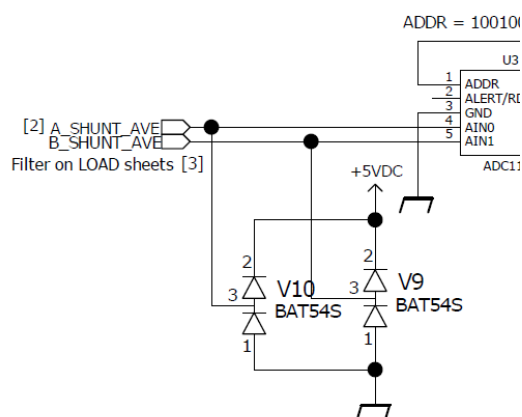 ADDR = 100100
U3
1 ADDR
2 ALERT/RD
3 GND
[2] A_SHUNT_AVE 4 AIN0
B_SHUNT_AVE 5 AIN1
Filter on LOAD sheets [3]
ADC11
+5VDC
2 2
V10 V9
3 BAT54S 3 BAT54S
1 1